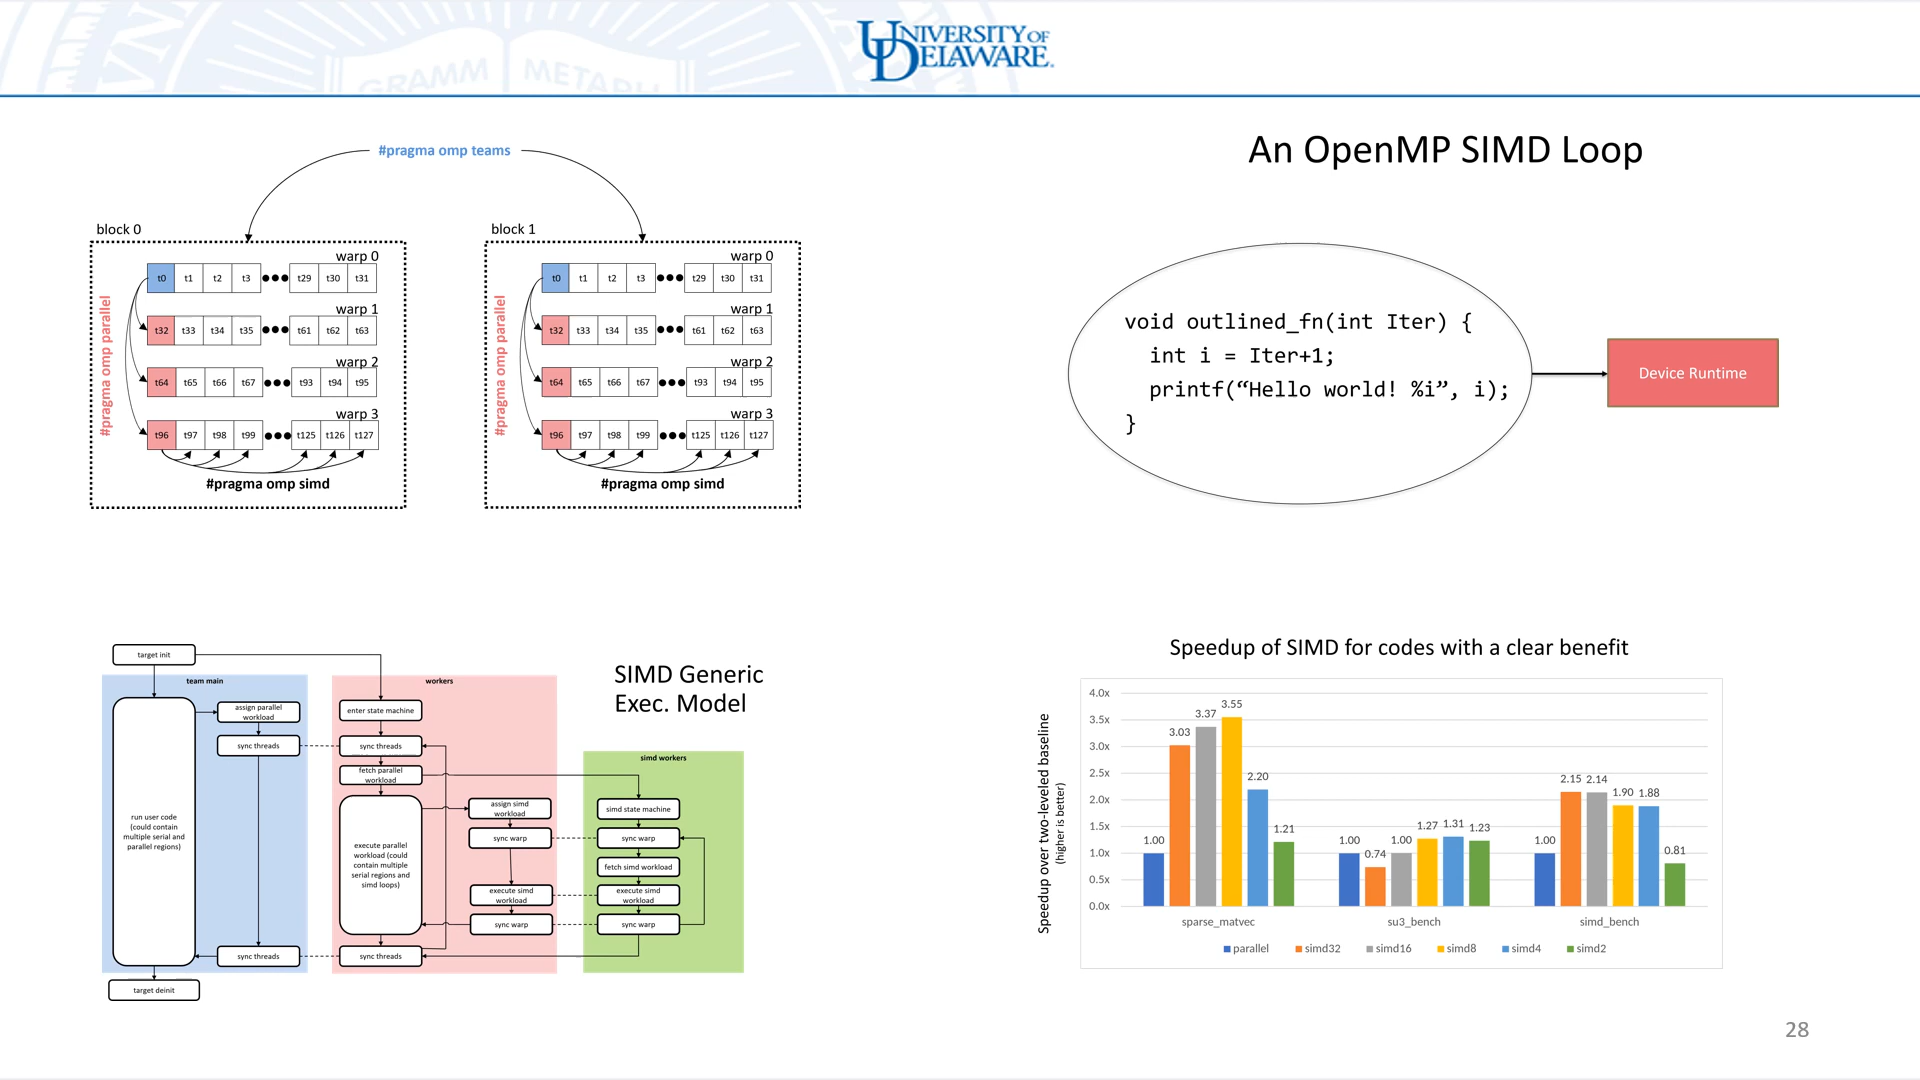 UNIVERSITY OF
DELAWARE.
GRAMM METADU
#pragma omp teams
block 0
warp 0
t0 t1 t2 t3 ●●● t29 t30 t31
warp 1
t32 t33 t34 t35 ●●● t61 t62 t63
warp 2
t64 t65 t66 t67 ●●● t93 t94 t95
warp 3
t96 t97 t98 t99 ●●● t125 t126 t127
#pragma omp parallel
#pragma omp simd
block 1
warp 0
t0 t1 t2 t3 ●●● t29 t30 t31
warp 1
t32 t33 t34 t35 ●●● t61 t62 t63
warp 2
t64 t65 t66 t67 ●●● t93 t94 t95
warp 3
t96 t97 t98 t99 ●●● t125 t126 t127
#pragma omp parallel
#pragma omp simd
An OpenMP SIMD Loop
void outlined_fn(int Iter) {
int i = Iter+1;
printf(“Hello world! %i”, i);
}
Device Runtime
SIMD Generic
Exec. Model
target init
team main
run user code
(could contain
multiple serial and
parallel regions)
assign parallel
workload
sync threads
sync threads
target deinit
workers
enter state machine
sync threads
fetch parallel
workload
execute parallel
workload (could
contain multiple
serial regions and
simd loops)
sync threads
assign simd
workload
sync warp
execute simd
workload
sync warp
simd workers
simd state machine
sync warp
fetch simd workload
execute simd
workload
sync warp
Speedup of SIMD for codes with a clear benefit
Speedup over two-leveled baseline
(higher is better)
4.0x
3.5x
3.0x
2.5x
2.0x
1.5x
1.0x
0.5x
0.0x
1.00 3.03 3.37 3.55 2.20 1.21
1.00 0.74 1.00 1.27 1.31 1.23
1.00 2.15 2.14 1.90 1.88 0.81
sparse_matvec su3_bench simd_bench
parallel simd32 simd16 simd8 simd4 simd2
28